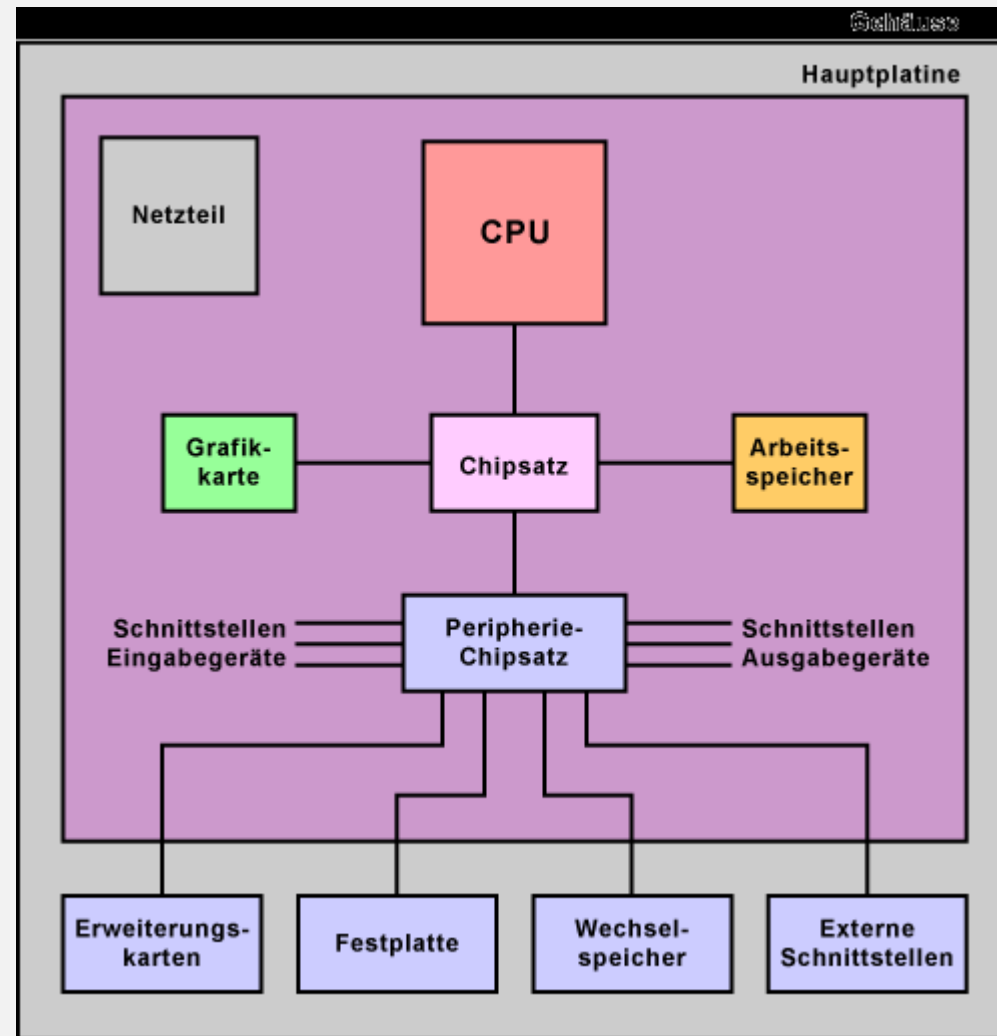 Gehäuse
Hauptplatine
Netzteil
CPU
Grafik-
karte
Chipsatz
Arbeits-
speicher
Schnittstellen
Eingabegeräte
Peripherie-
Chipsatz
Schnittstellen
Ausgabegeräte
Erweiterungs-
karten
Festplatte
Wechsel-
speicher
Externe
Schnittstellen